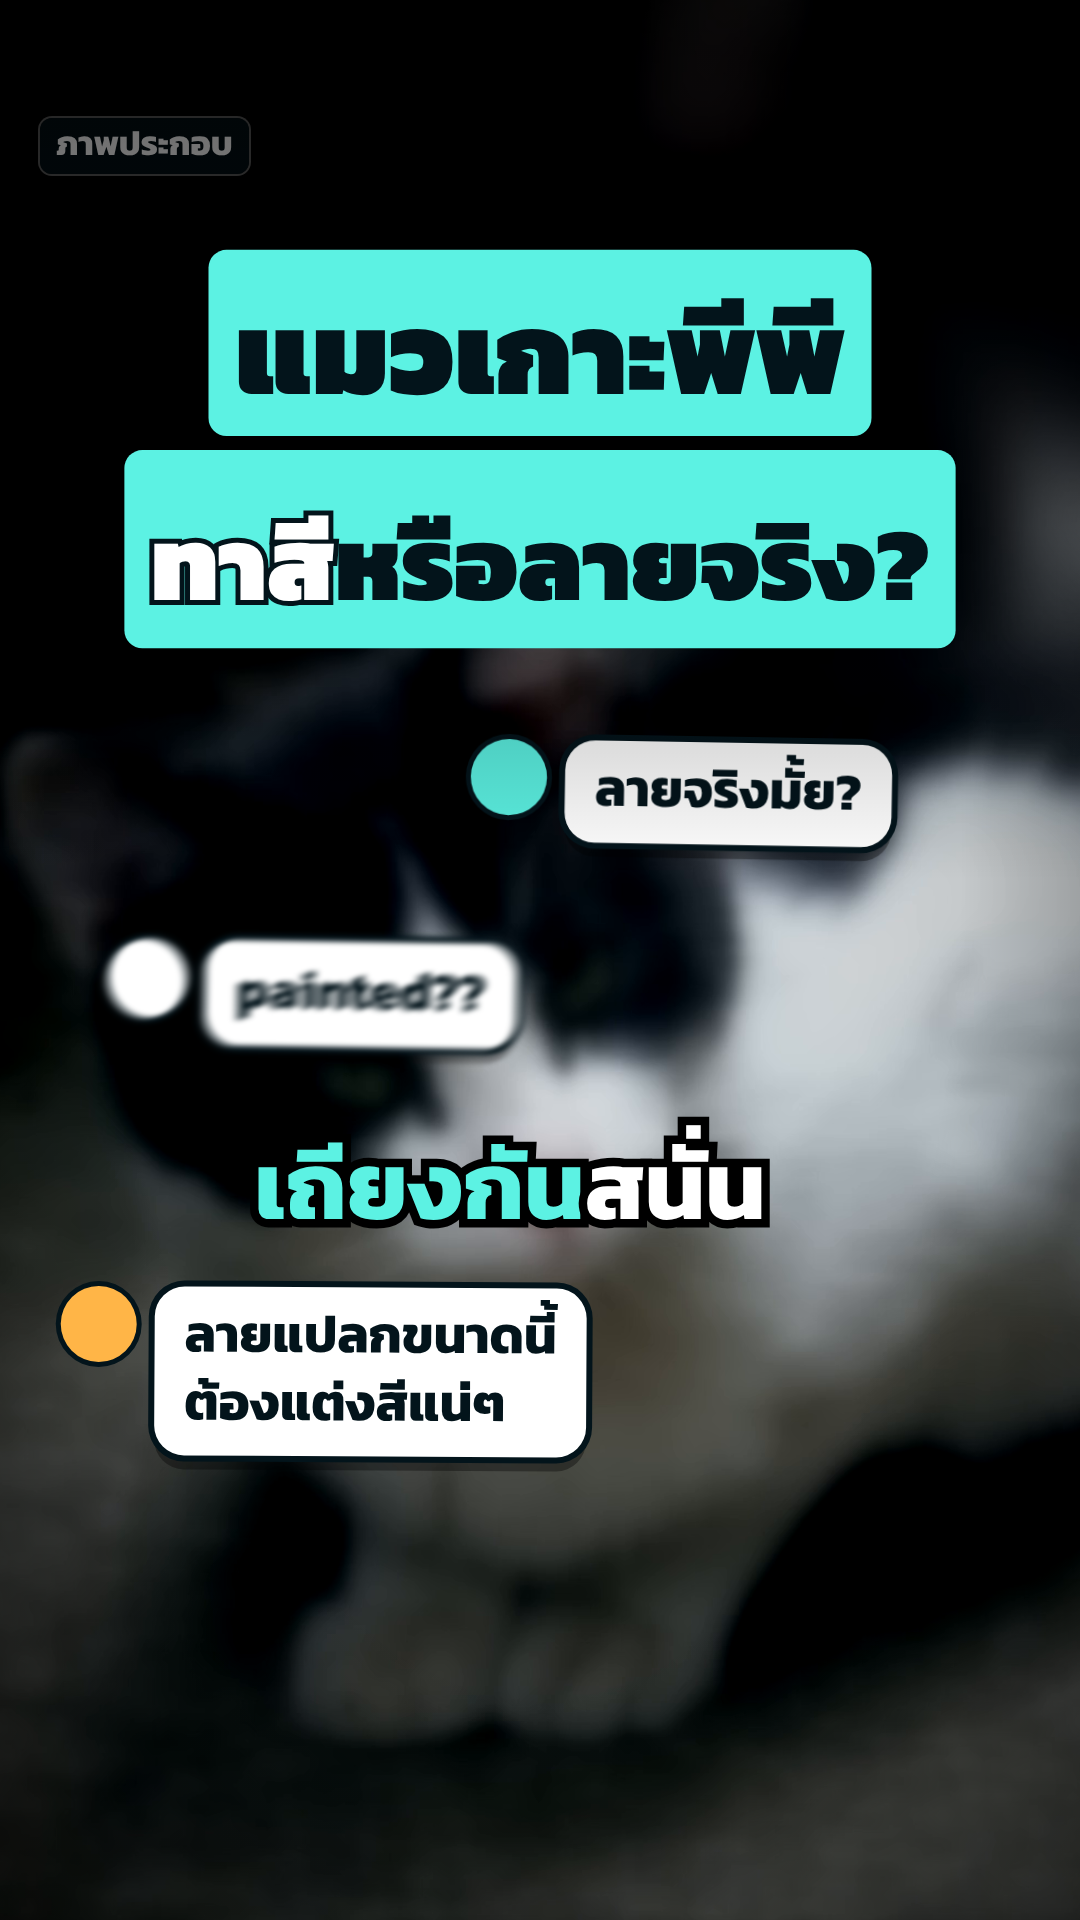 ภาพประกอบ
แมวเกาะพีพี
ทาสีหรือลายจริง?
ลายจริงมั้ย?
painted??
เถียงกันสนั่น
ลายแปลกขนาดนี้
ต้องแต่งสีแน่ๆ